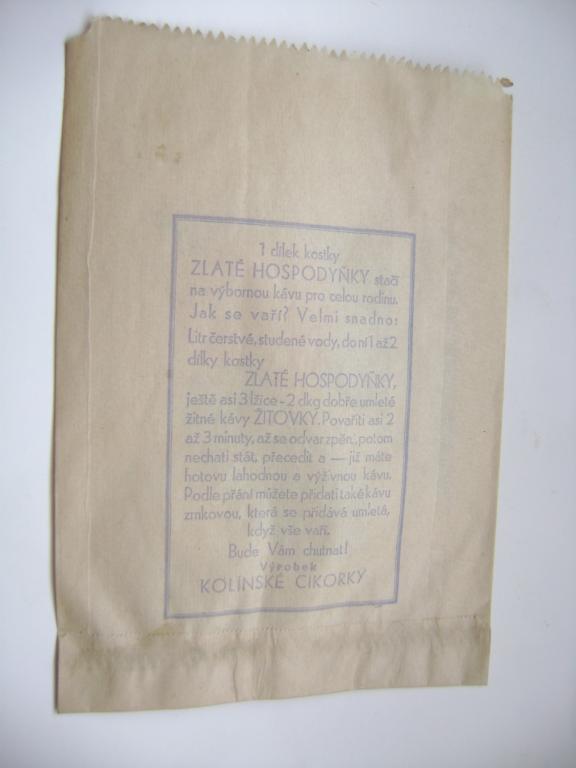 1 dílek kostky
ZLATÉ HOSPODYŇKY stačí
na výbornou kávu pro celou rodinu.
Jak se vaří? Velmi snadno:
Litr čerstvé, studené vody, do ní 1 až 2
dílky kostky
ZLATÉ HOSPODYŇKY,
ještě asi 3 lžíce - 2 dkg dobře umleté
žitné kávy ŽITOVKY. Povařiti asi 2
až 3 minuty, až se odvar zpění, potom
nechati stát, přecedit a — již máte
hotovu lahodnou a výživnou kávu.
Podle přání můžete přidati také kávu
zrnkovou, která se přidává umletá,
když vše vaří.
Bude Vám chutnat!
Výrobek
KOLÍNSKÉ CIKORKY